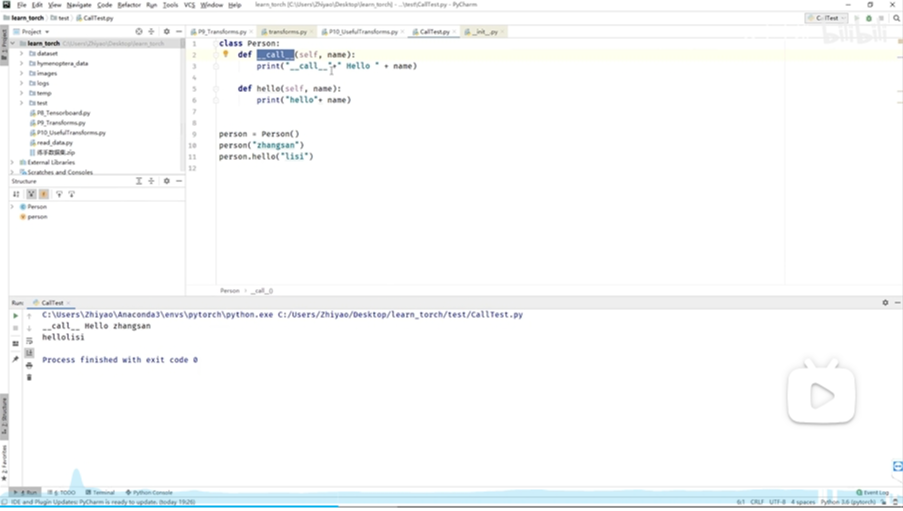 File Edit View Navigate Code Refactor Run Tools VCS Window Help learn_torch [C:\Users\Zhiyao\Desktop\learn_torch] - ...\test\CallTest.py - PyCharm
learn_torch test CallTest.py
CallTest
bilibili
Project
P9_Transforms.py transforms.py P10_UsefulTransforms.py CallTest.py __init__.py
learn_torch C:\Users\Zhiyao\Desktop\learn_torch
dataset
hymenoptera_data
images
logs
temp
test
P8_Tensorboard.py
P9_Transforms.py
P10_UsefulTransforms.py
read_data.py
练手数据集.zip
External Libraries
Scratches and Consoles
Structure
Person
person
1 class Person:
2 def __call__(self, name):
3 print("__call__"+" Hello " + name)
4
5 def hello(self, name):
6 print("hello"+ name)
7
8
9 person = Person()
10 person("zhangsan")
11 person.hello("lisi")
12
Person __call__()
Run: CallTest
C:\Users\Zhiyao\Anaconda3\envs\pytorch\python.exe C:/Users/Zhiyao/Desktop/learn_torch/test/CallTest.py
__call__ Hello zhangsan
hellolisi
Process finished with exit code 0
Structure
Favorites
4: Run 6: TODO Terminal Python Console Event Log
IDE and Plugin Updates: PyCharm is ready to update. (today 19:26) 6:1 CRLF UTF-8 4 spaces Python 3.6 (pytorch)